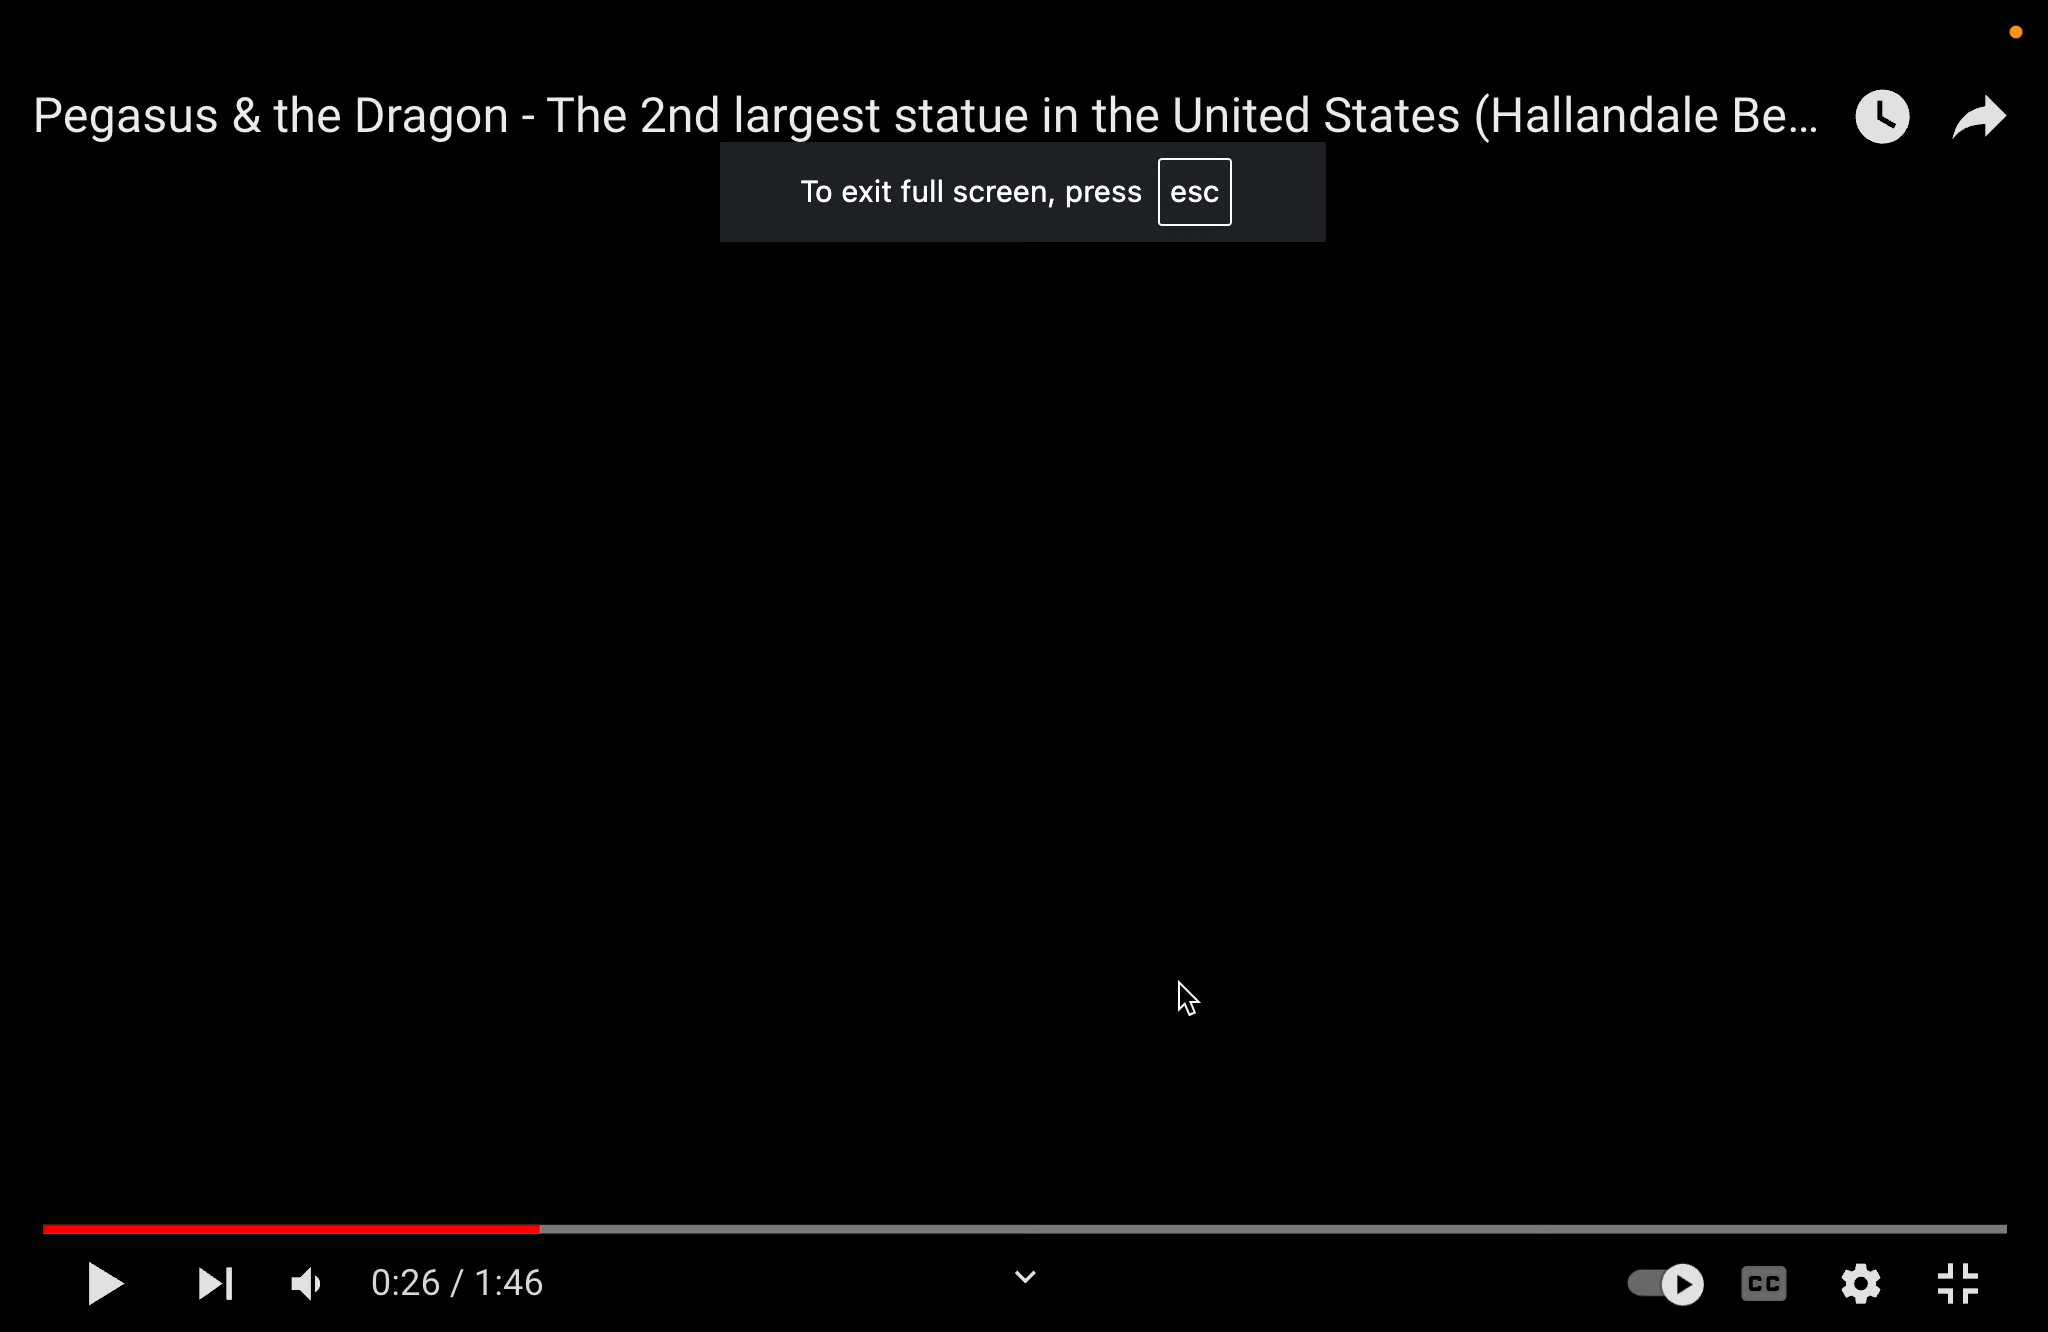 Pegasus & the Dragon - The 2nd largest statue in the United States (Hallandale Be...
To exit full screen, press esc
0:26 / 1:46
CC